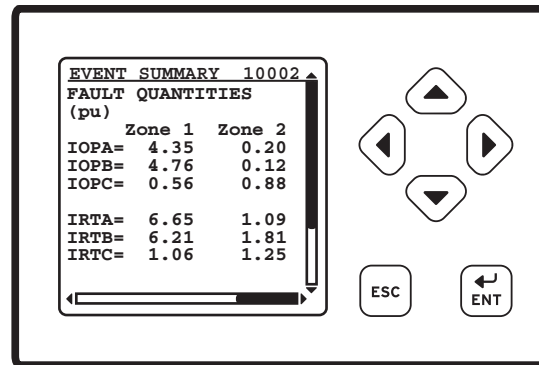 EVENT SUMMARY 10002
FAULT QUANTITIES
(pu)
Zone 1 Zone 2
IOPA= 4.35 0.20
IOPB= 4.76 0.12
IOPC= 0.56 0.88
IRTA= 6.65 1.09
IRTB= 6.21 1.81
IRTC= 1.06 1.25
ESC
ENT